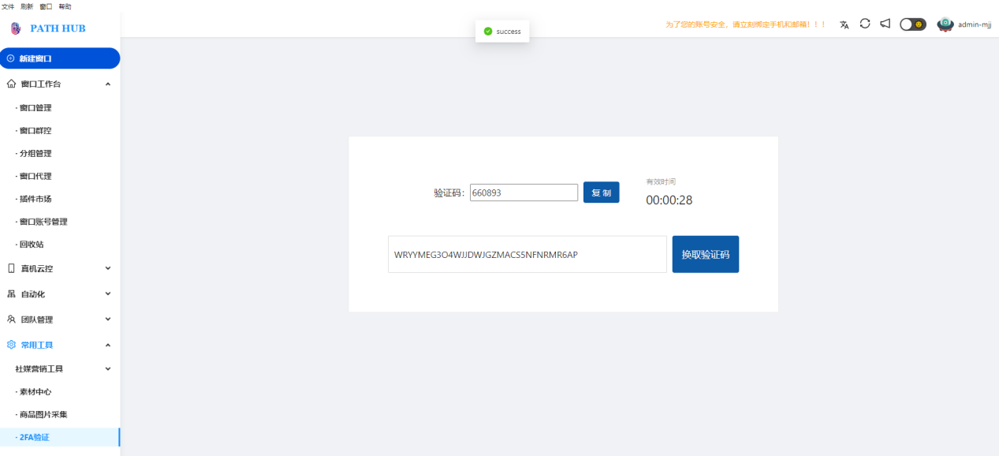 文件 刷新 窗口 帮助
PATH HUB
success
为了您的账号安全，请立刻绑定手机和邮箱！！！
admin-mjj
新建窗口
窗口工作台
· 窗口管理
· 窗口群控
· 分组管理
· 窗口代理
· 插件市场
· 窗口账号管理
· 回收站
真机云控
自动化
团队管理
常用工具
社媒营销工具
· 素材中心
· 商品图片采集
· 2FA验证
验证码： 660893 复 制
有效时间
00:00:28
WRYYMEG3O4WJJDWJGZMACS5NFNRMR6AP 换取验证码